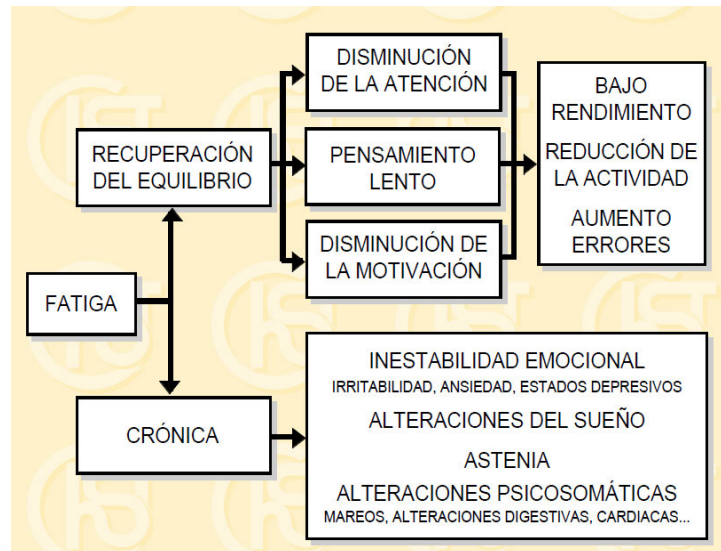 DISMINUCIÓN
DE LA ATENCIÓN
BAJO
RENDIMIENTO
REDUCCIÓN DE
LA ACTIVIDAD
AUMENTO
ERRORES
RECUPERACIÓN
DEL EQUILIBRIO
PENSAMIENTO
LENTO
DISMINUCIÓN DE
LA MOTIVACIÓN
FATIGA
CRÓNICA
INESTABILIDAD EMOCIONAL
IRRITABILIDAD, ANSIEDAD, ESTADOS DEPRESIVOS
ALTERACIONES DEL SUEÑO
ASTENIA
ALTERACIONES PSICOSOMÁTICAS
MAREOS, ALTERACIONES DIGESTIVAS, CARDIACAS...